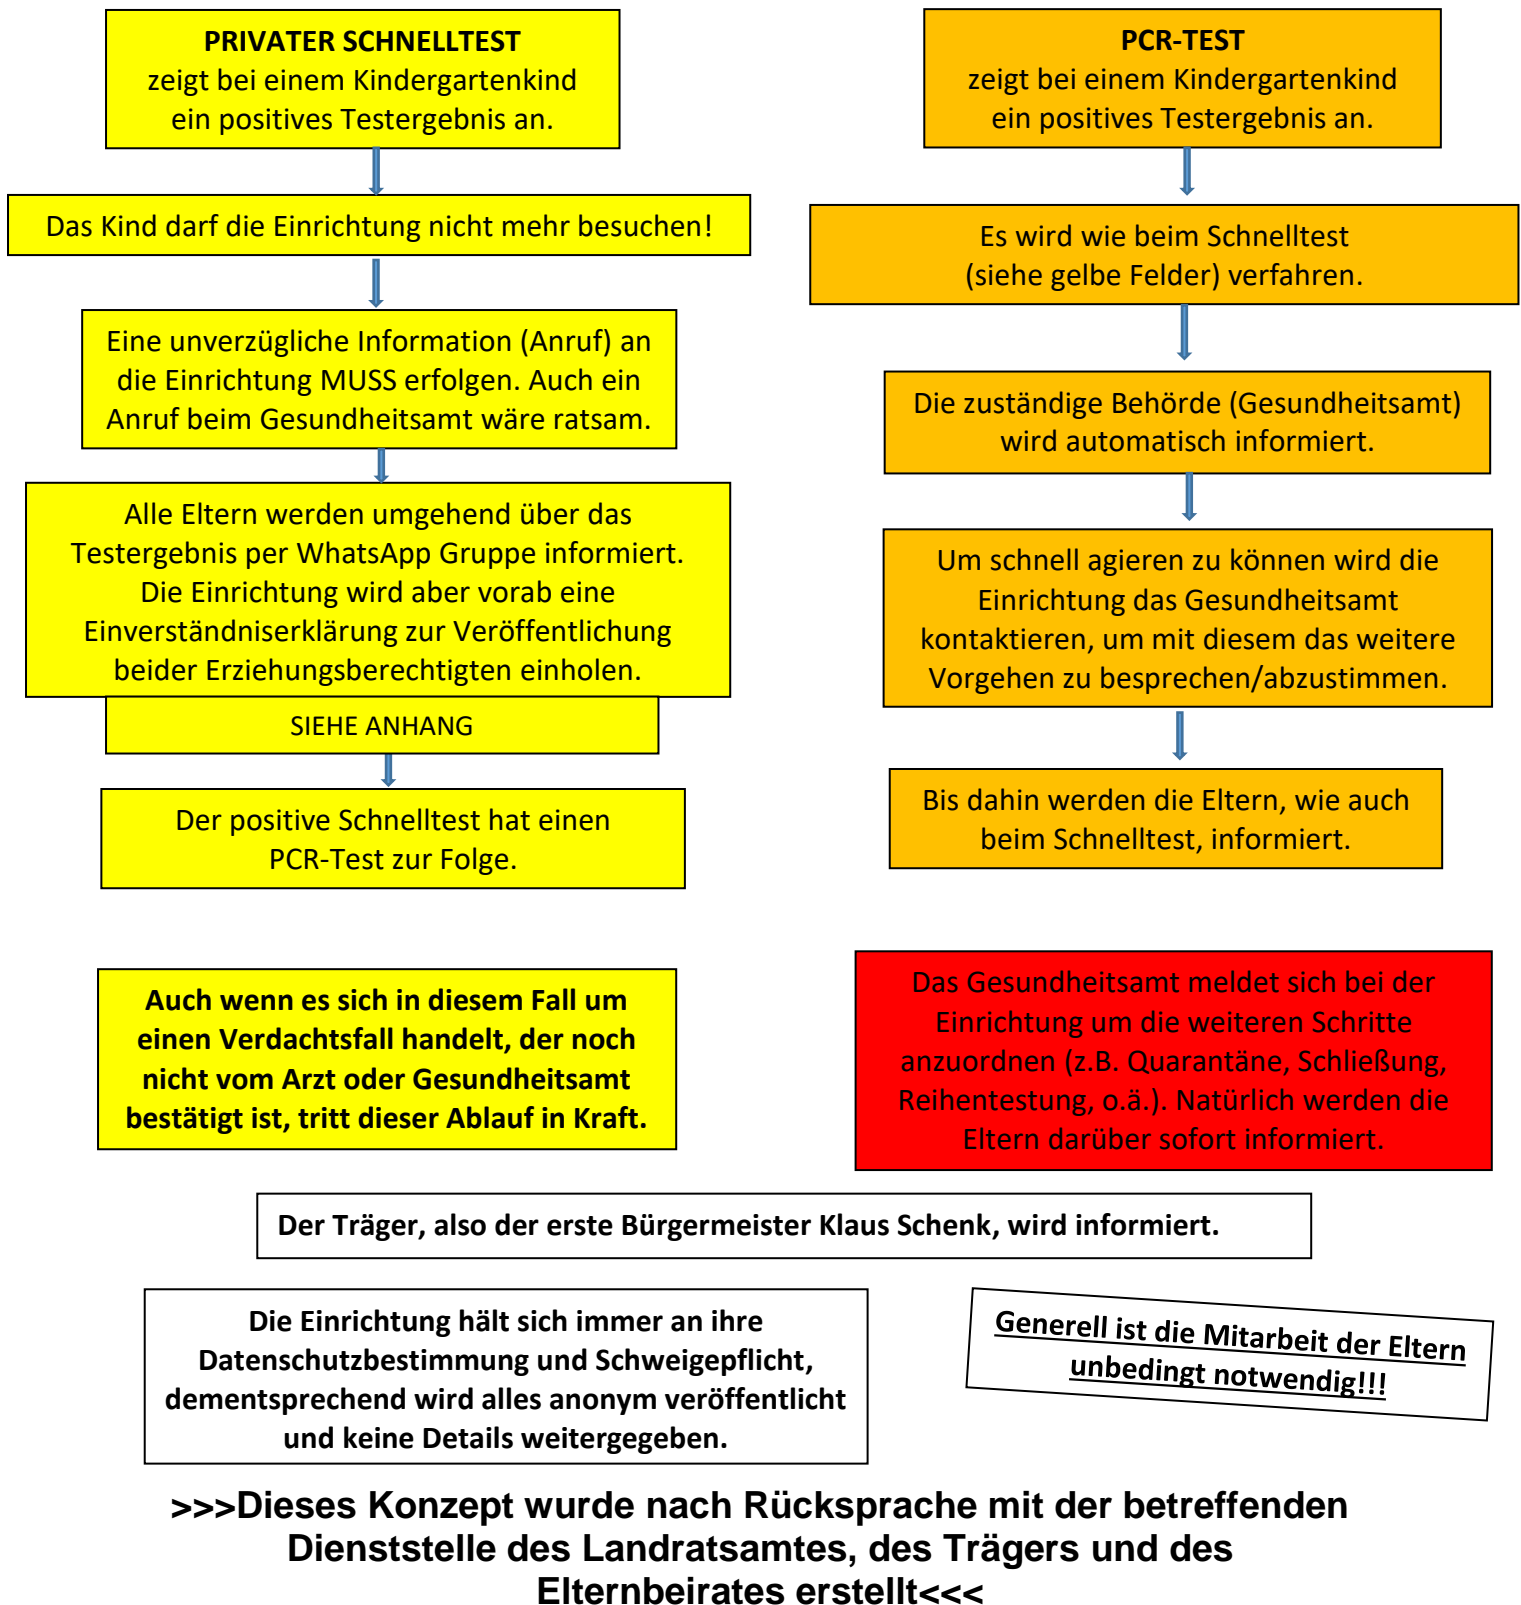 PRIVATER SCHNELLTEST
zeigt bei einem Kindergartenkind
ein positives Testergebnis an.
Das Kind darf die Einrichtung nicht mehr besuchen!
Eine unverzügliche Information (Anruf) an
die Einrichtung MUSS erfolgen. Auch ein
Anruf beim Gesundheitsamt wäre ratsam.
Alle Eltern werden umgehend über das
Testergebnis per WhatsApp Gruppe informiert.
Die Einrichtung wird aber vorab eine
Einverständniserklärung zur Veröffentlichung
beider Erziehungsberechtigten einholen.
SIEHE ANHANG
Der positive Schnelltest hat einen
PCR-Test zur Folge.
Auch wenn es sich in diesem Fall um
einen Verdachtsfall handelt, der noch
nicht vom Arzt oder Gesundheitsamt
bestätigt ist, tritt dieser Ablauf in Kraft.
PCR-TEST
zeigt bei einem Kindergartenkind
ein positives Testergebnis an.
Es wird wie beim Schnelltest
(siehe gelbe Felder) verfahren.
Die zuständige Behörde (Gesundheitsamt)
wird automatisch informiert.
Um schnell agieren zu können wird die
Einrichtung das Gesundheitsamt
kontaktieren, um mit diesem das weitere
Vorgehen zu besprechen/abzustimmen.
Bis dahin werden die Eltern, wie auch
beim Schnelltest, informiert.
Das Gesundheitsamt meldet sich bei der
Einrichtung um die weiteren Schritte
anzuordnen (z.B. Quarantäne, Schließung,
Reihentestung, o.ä.). Natürlich werden die
Eltern darüber sofort informiert.
Der Träger, also der erste Bürgermeister Klaus Schenk, wird informiert.
Die Einrichtung hält sich immer an ihre
Datenschutzbestimmung und Schweigepflicht,
dementsprechend wird alles anonym veröffentlicht
und keine Details weitergegeben.
Generell ist die Mitarbeit der Eltern
unbedingt notwendig!!!
>>>Dieses Konzept wurde nach Rücksprache mit der betreffenden
Dienststelle des Landratsamtes, des Trägers und des
Elternbeirates erstellt<<<